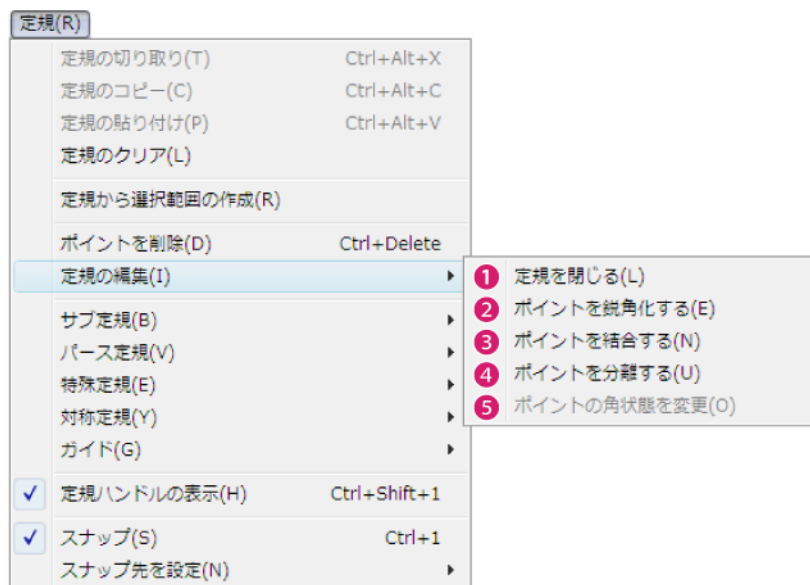 定規(R)
定規の切り取り(T) Ctrl+Alt+X
定規のコピー(C) Ctrl+Alt+C
定規の貼り付け(P) Ctrl+Alt+V
定規のクリア(L)
定規から選択範囲の作成(R)
ポイントを削除(D) Ctrl+Delete
定規の編集(I)
1 定規を閉じる(L)
2 ポイントを鋭角化する(E)
3 ポイントを結合する(N)
4 ポイントを分離する(U)
5 ポイントの角状態を変更(O)
サブ定規(B)
パース定規(V)
特殊定規(E)
対称定規(Y)
ガイド(G)
定規ハンドルの表示(H) Ctrl+Shift+1
スナップ(S) Ctrl+1
スナップ先を設定(N)